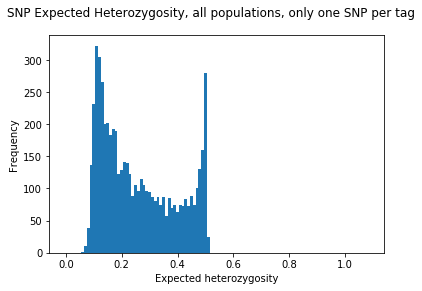 SNP Expected Heterozygosity, all populations, only one SNP per tag
300
250
200
150
100
50
0
Frequency
0.0 0.2 0.4 0.6 0.8 1.0
Expected heterozygosity